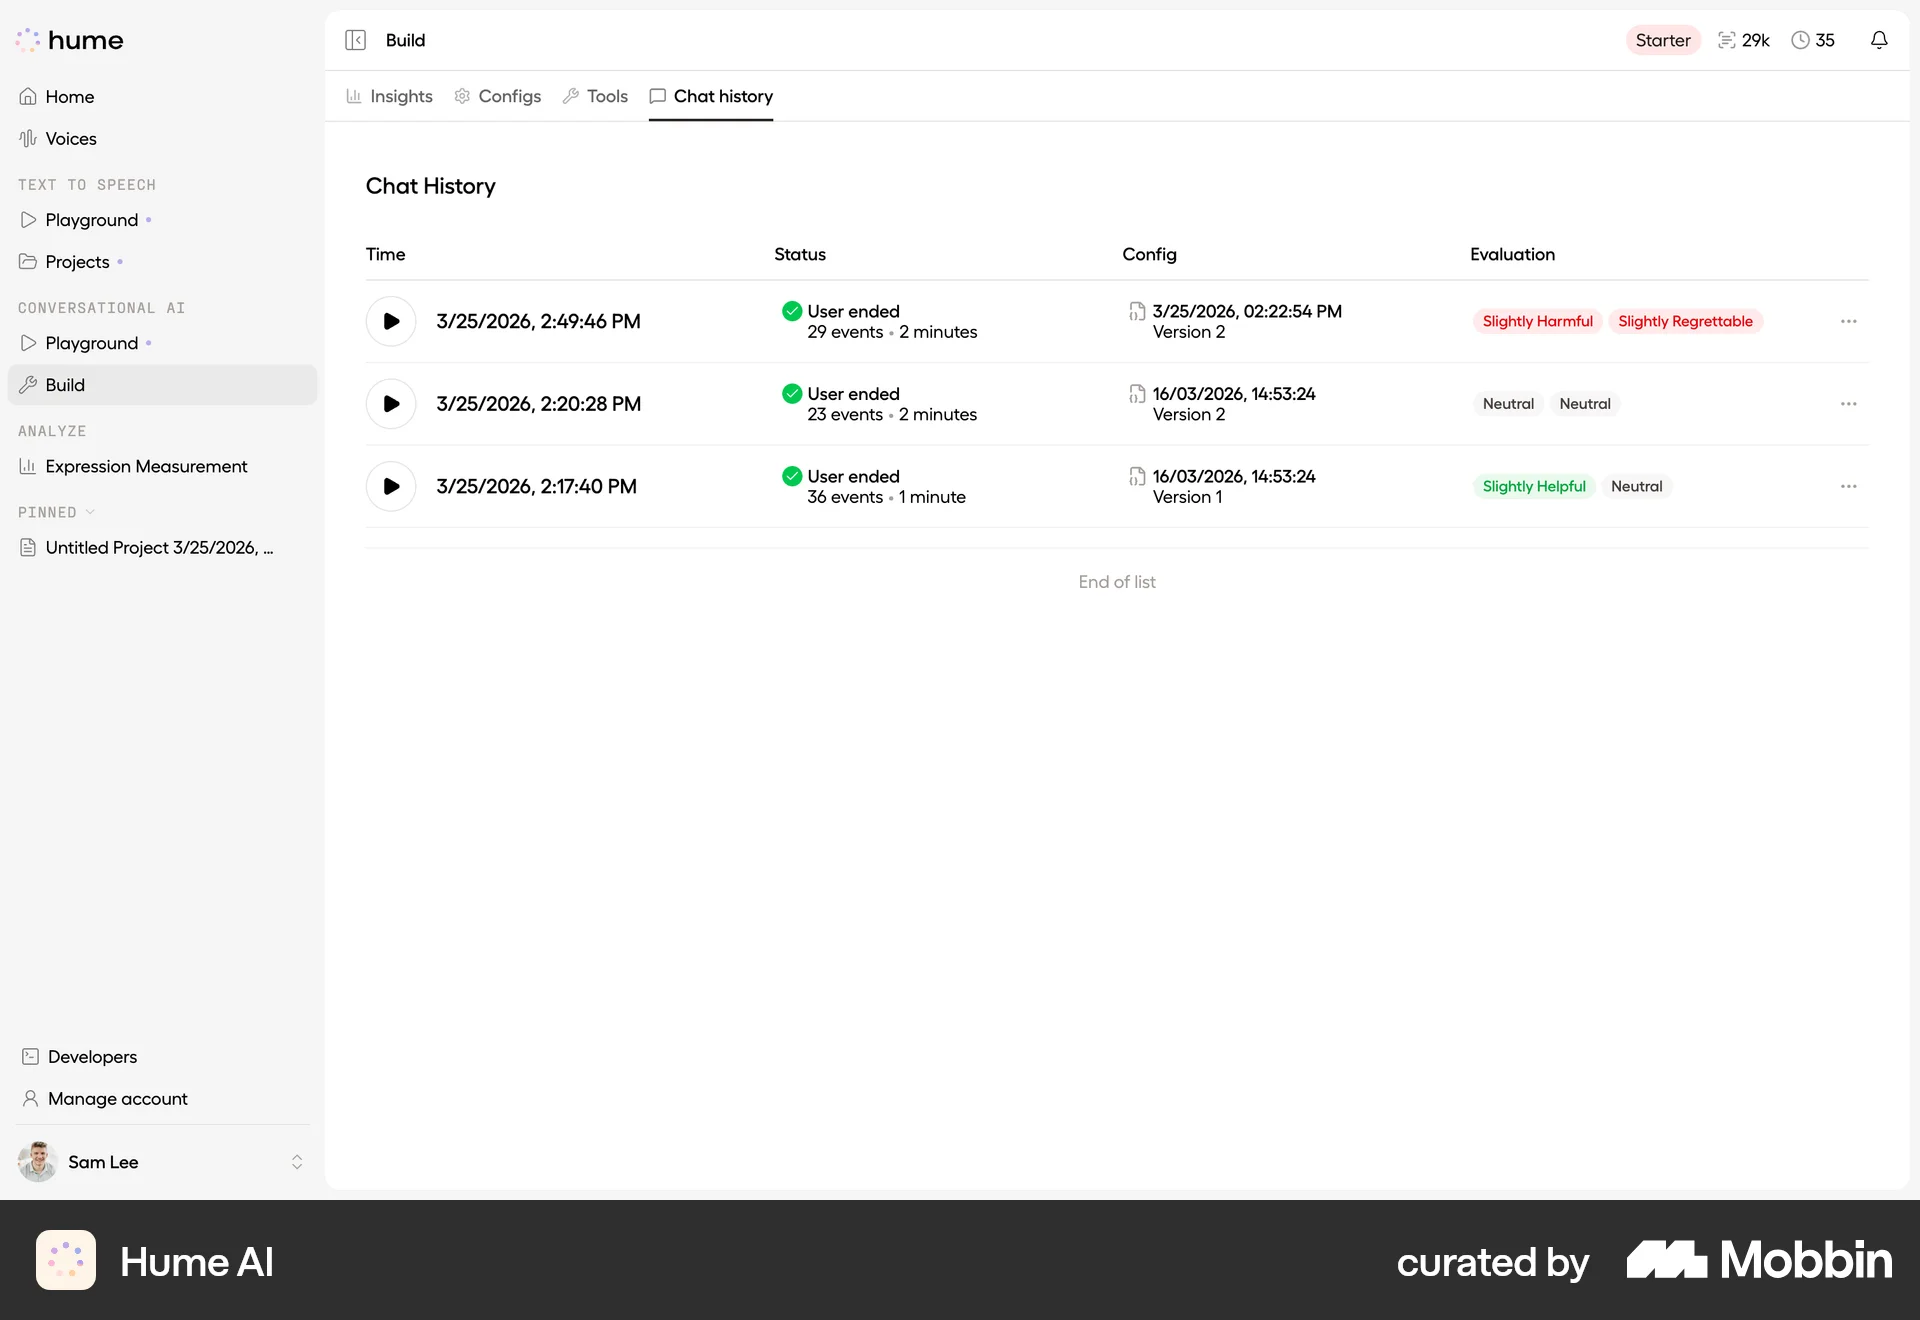 hume
Home
Voices
TEXT TO SPEECH
Playground
Projects
CONVERSATIONAL AI
Playground
Build
ANALYZE
Expression Measurement
PINNED
Untitled Project 3/25/2026, ...
Developers
Manage account
Sam Lee
Build
Starter
29k
35
Insights
Configs
Tools
Chat history
Chat History
Time
Status
Config
Evaluation
3/25/2026, 2:49:46 PM
User ended
29 events • 2 minutes
3/25/2026, 02:22:54 PM
Version 2
Slightly Harmful
Slightly Regrettable
3/25/2026, 2:20:28 PM
User ended
23 events • 2 minutes
16/03/2026, 14:53:24
Version 2
Neutral
Neutral
3/25/2026, 2:17:40 PM
User ended
36 events • 1 minute
16/03/2026, 14:53:24
Version 1
Slightly Helpful
Neutral
End of list
Hume AI
curated by
Mobbin